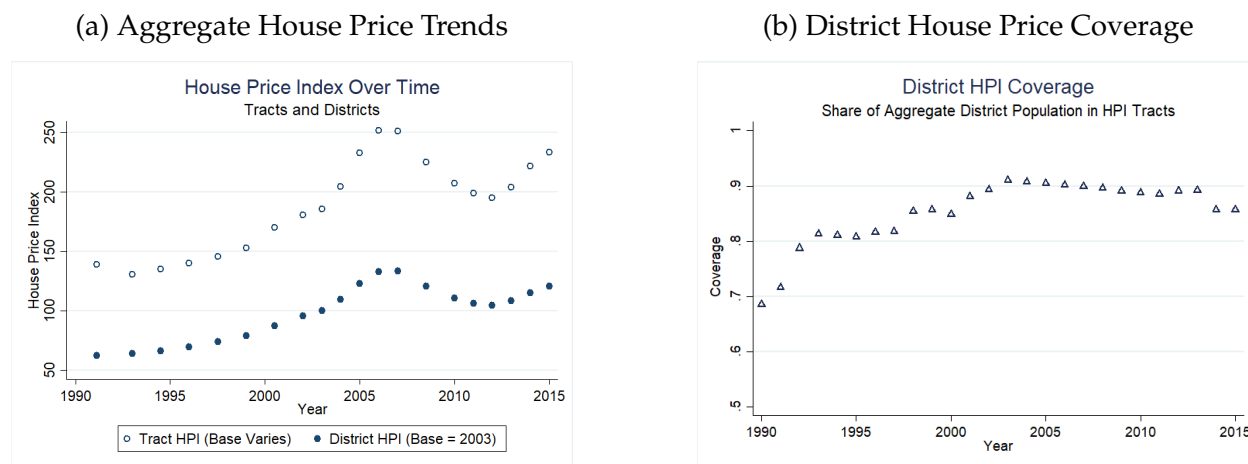 (a) Aggregate House Price Trends
House Price Index Over Time
Tracts and Districts
House Price Index
250
200
150
100
50
1990 1995 2000 2005 2010 2015
Year
Tract HPI (Base Varies) District HPI (Base = 2003)
(b) District House Price Coverage
District HPI Coverage
Share of Aggregate District Population in HPI Tracts
Coverage
1
.9
.8
.7
.6
.5
1990 1995 2000 2005 2010 2015
Year